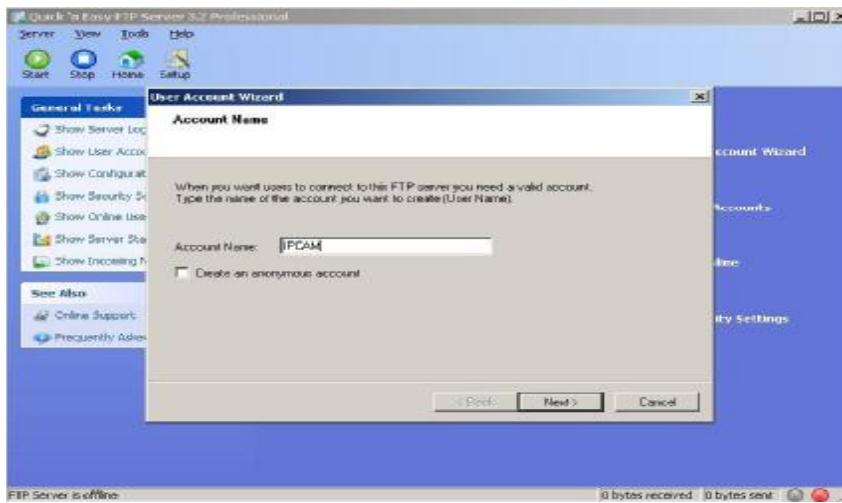 Quick 'n Easy FTP Server 3.2 Professional
Server View Tools Help
Start Stop Home Setup
General Tasks
Show Server Log
Show User Accou
Show Configurat
Show Security Se
Show Online Use
Show Server Sta
Show Incoming M
See Also
Online Support
Frequently Asked
User Account Wizard
Account Name
When you want users to connect to this FTP server you need a valid account.
Type the name of the account you want to create (User Name).
Account Name: IPCAM
Create an anonymous account
< Back Next > Cancel
ccount Wizard
Accounts
line
ity Settings
FTP Server is offline
0 bytes received 0 bytes sent